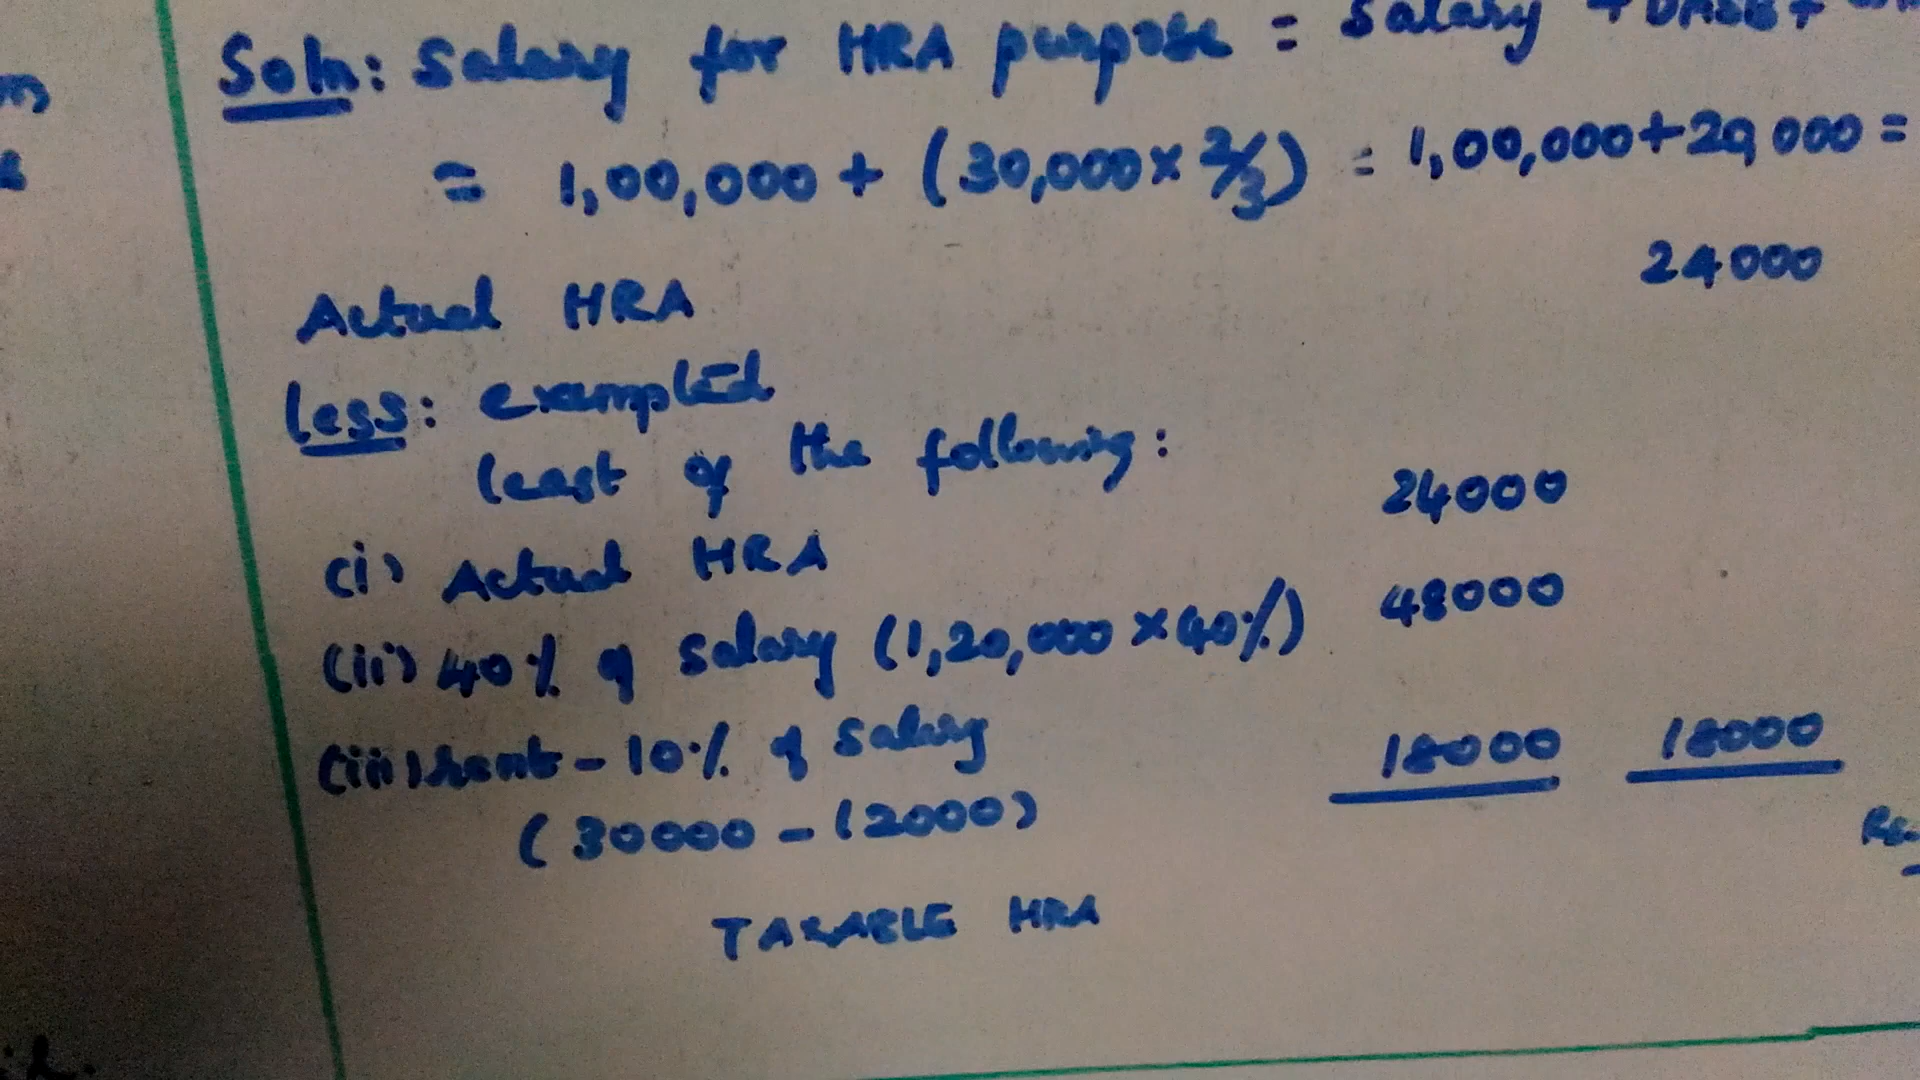 Soln: Salary for HRA purpose = Salary + DASB +
= 1,00,000 + (30,000 x 2/3) = 1,00,000+20,000 =
Actual HRA 24000
Less: exempted
least of the following:
(i) Actual HRA 24000
(ii) 40% of Salary (1,20,000 x 40%) 48000
(iii) Rent - 10% of Salary 18000 18000
(30000 - 12000)
TAXABLE HRA